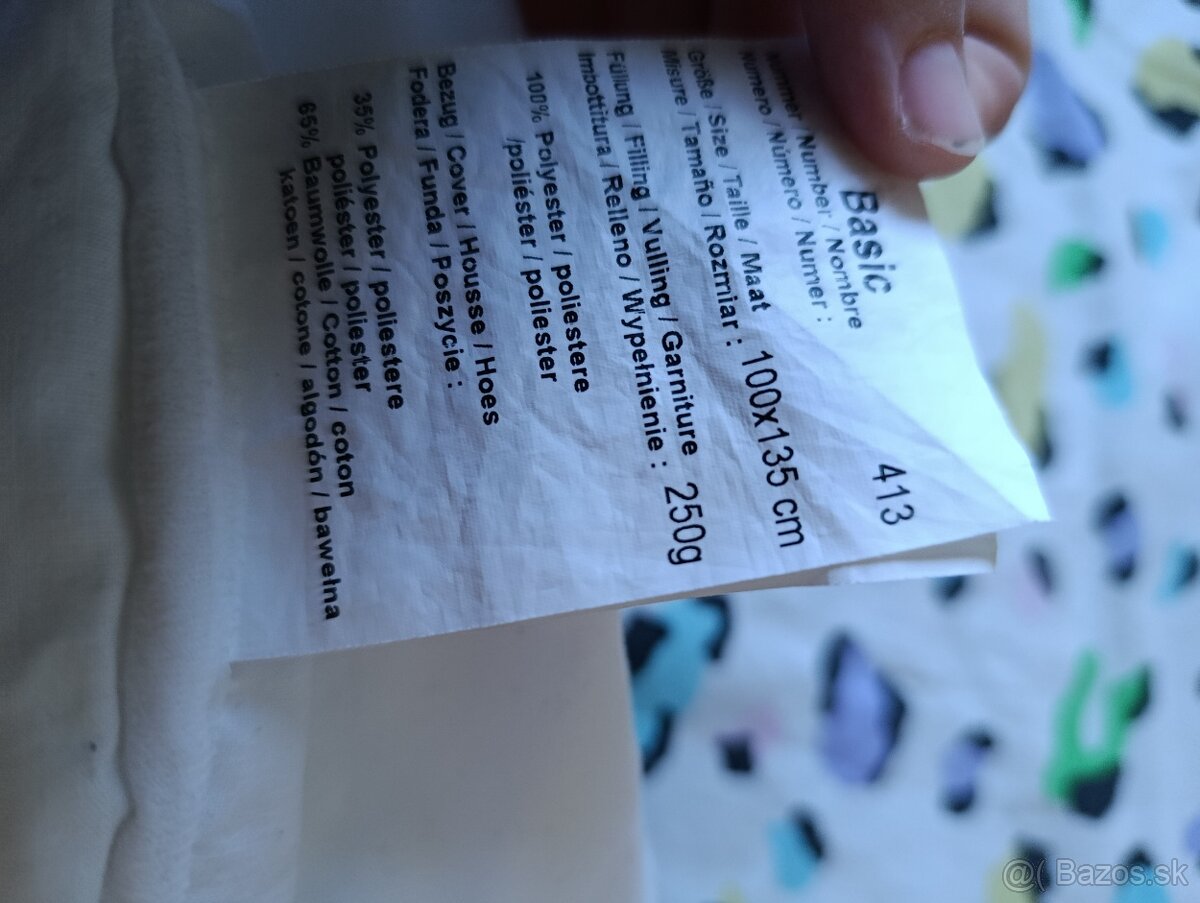 Basic
Nummer / Number / Nombre
Numero / Número / Numer :
413
Größe / Size / Taille / Maat
Misure / Tamaño / Rozmiar : 100x135 cm
Füllung / Filling / Vulling / Garniture
Imbottitura / Relleno / Wypełnienie : 250g
100% Polyester / poliestere
/poliéster / poliester
Bezug / Cover / Housse / Hoes
Fodera / Funda / Poszycie :
35% Polyester / poliestere
poliéster / poliester
65% Baumwolle / Cotton / coton
katoen / cotone / algodón / bawełna
@( Bazos.sk